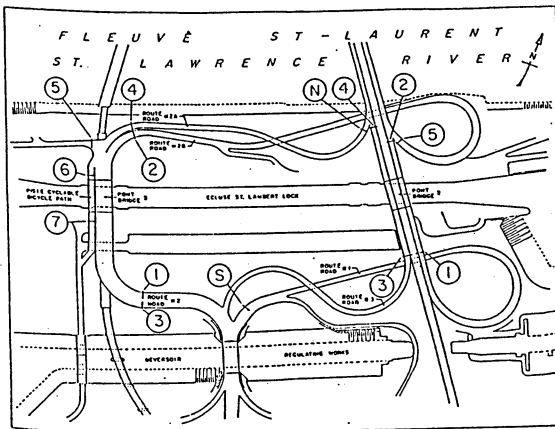 FLEUVE ST-LAURENT
ST. LAWRENCE RIVER
N
5
4
ROUTE
ROAD #2A
ROUTE
ROAD #2B
2
N
4
2
5
6
7
PISTE CYCLABLE
BICYCLE PATH
PONT
BRIDGE 3
ECLUSE ST. LAMBERT LOCK
PONT
BRIDGE 2
1
ROUTE
ROAD #2
3
S
ROUTE
ROAD #1
ROUTE
ROAD #3
3
1
DEVERSOIR
REGULATING WORKS